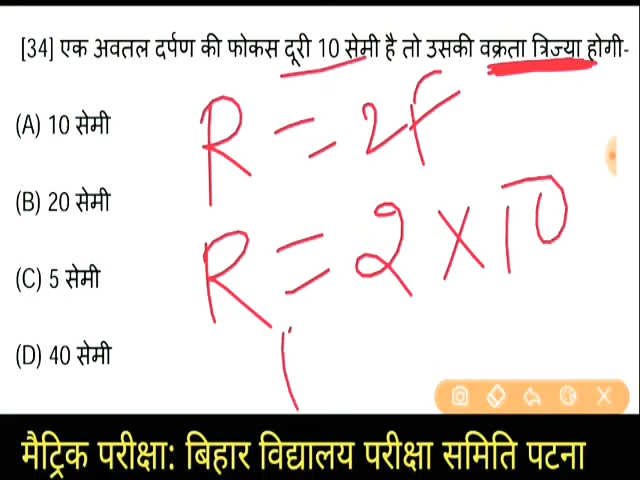 [34] एक अवतल दर्पण की फोकस दूरी 10 सेमी है तो उसकी वक्रता त्रिज्या होगी-
(A) 10 सेमी
R = 2f
(B) 20 सेमी
R = 2 × 10
(C) 5 सेमी
(D) 40 सेमी
मैट्रिक परीक्षा: बिहार विद्यालय परीक्षा समिति पटना